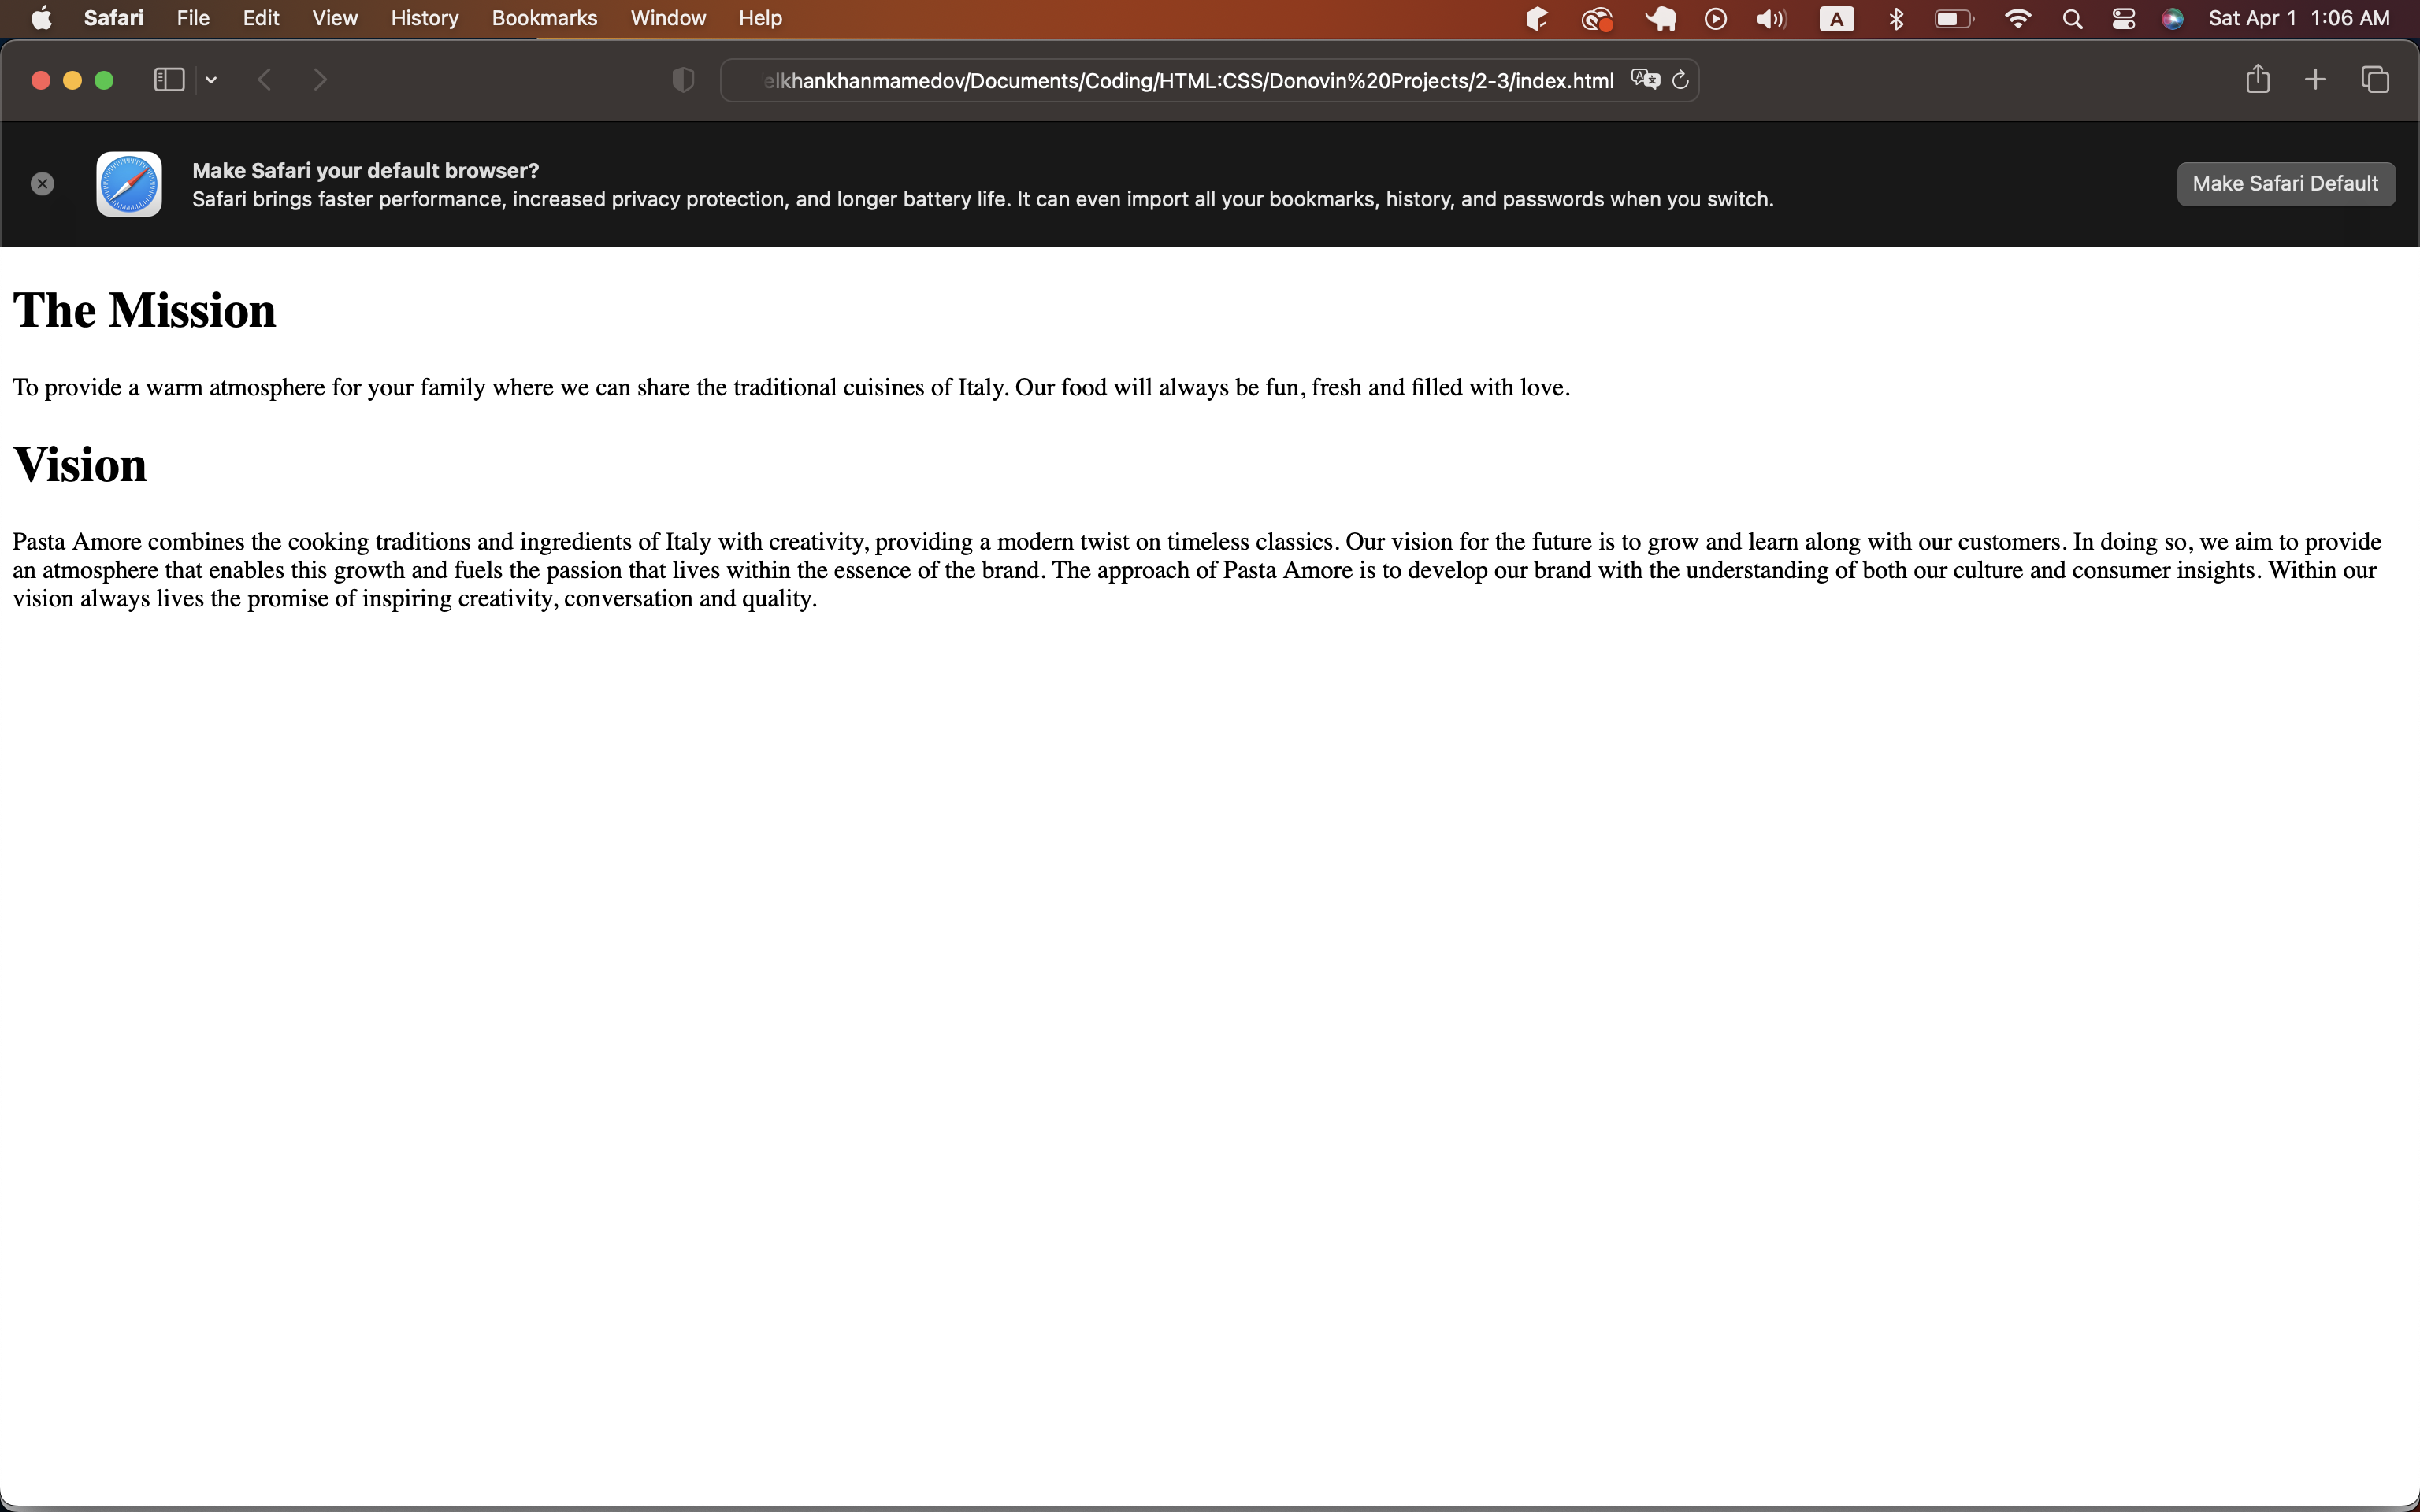 Safari File Edit View History Bookmarks Window Help A Sat Apr 1 1:06 AM
elkhankhanmamedov/Documents/Coding/HTML:CSS/Donovin%20Projects/2-3/index.html
Make Safari your default browser?
Safari brings faster performance, increased privacy protection, and longer battery life. It can even import all your bookmarks, history, and passwords when you switch.
Make Safari Default
The Mission
To provide a warm atmosphere for your family where we can share the traditional cuisines of Italy. Our food will always be fun, fresh and filled with love.
Vision
Pasta Amore combines the cooking traditions and ingredients of Italy with creativity, providing a modern twist on timeless classics. Our vision for the future is to grow and learn along with our customers. In doing so, we aim to provide
an atmosphere that enables this growth and fuels the passion that lives within the essence of the brand. The approach of Pasta Amore is to develop our brand with the understanding of both our culture and consumer insights. Within our
vision always lives the promise of inspiring creativity, conversation and quality.